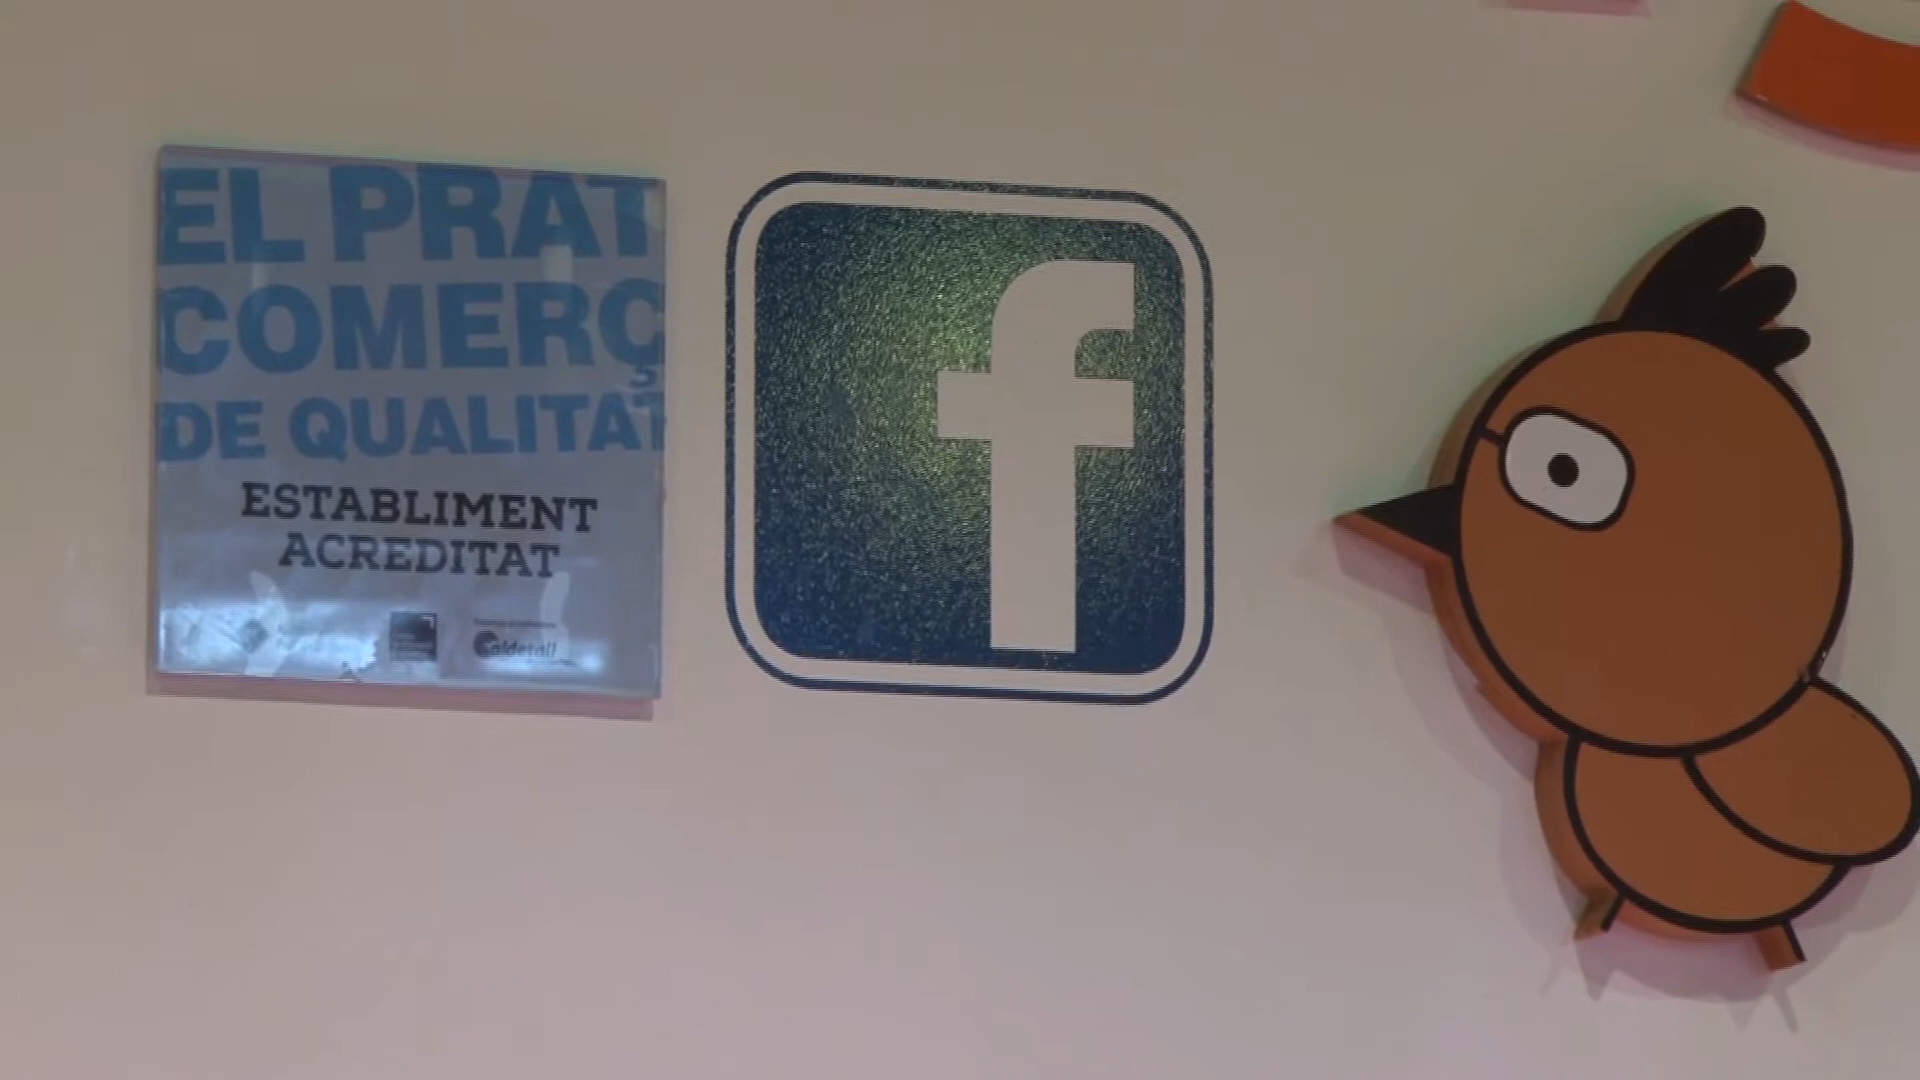 EL PRAT
COMERÇ
DE QUALITAT
ESTABLIMENT
ACREDITAT
f